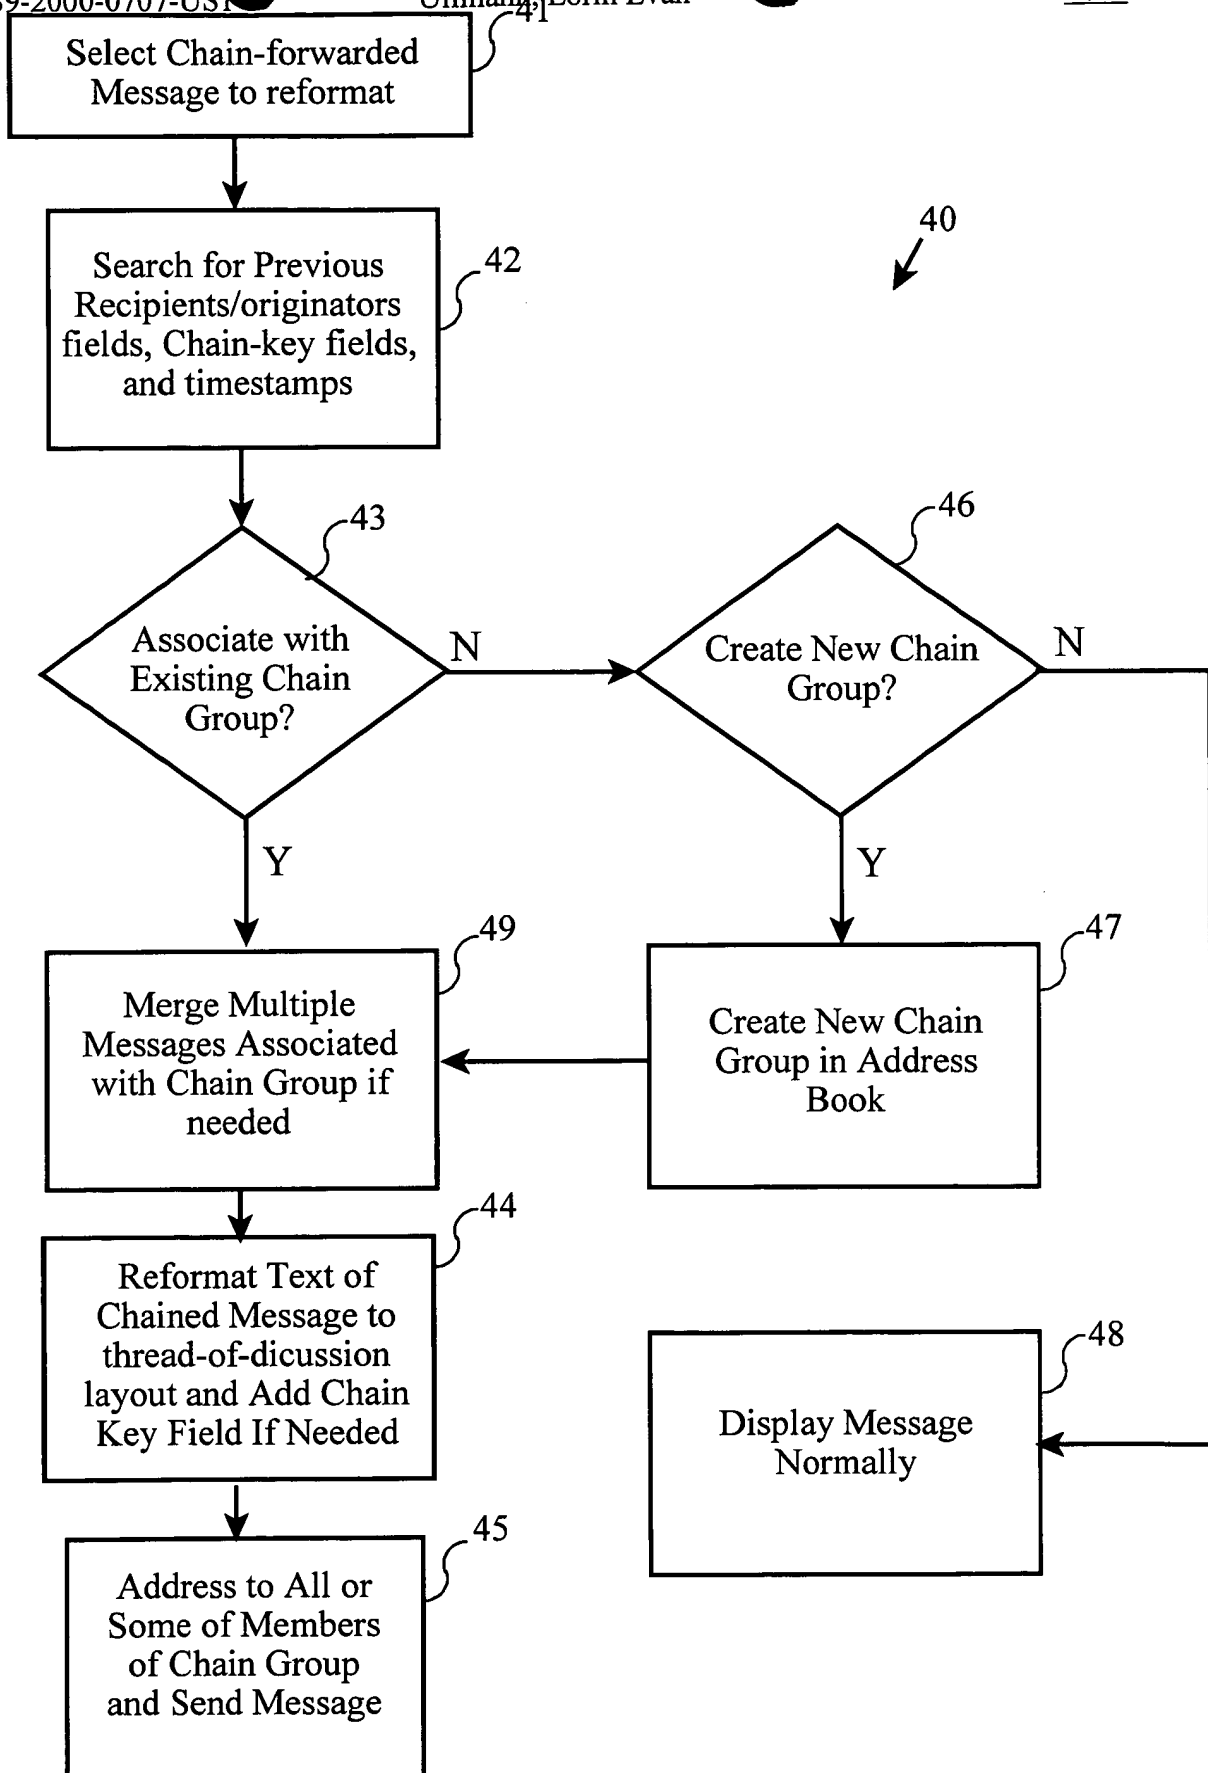 41
Select Chain-forwarded
Message to reformat
40
42
Search for Previous
Recipients/originators
fields, Chain-key fields,
and timestamps
43
46
Associate with
Existing Chain
Group?
N
Create New Chain
Group?
N
Y
Y
49
47
Merge Multiple
Messages Associated
with Chain Group if
needed
Create New Chain
Group in Address
Book
44
Reformat Text of
Chained Message to
thread-of-dicussion
layout and Add Chain
Key Field If Needed
48
Display Message
Normally
45
Address to All or
Some of Members
of Chain Group
and Send Message